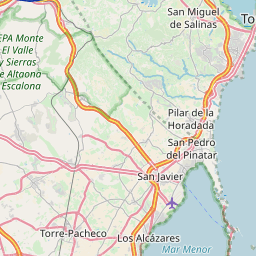 San Miguel
de Salinas
To
EPA Monte
El Valle
y Sierras
de Altaona
Escalona
Pilar de la
Horadada
San Pedro
del Pinatar
San Javier
Torre-Pacheco
Los Alcázares
Mar Menor